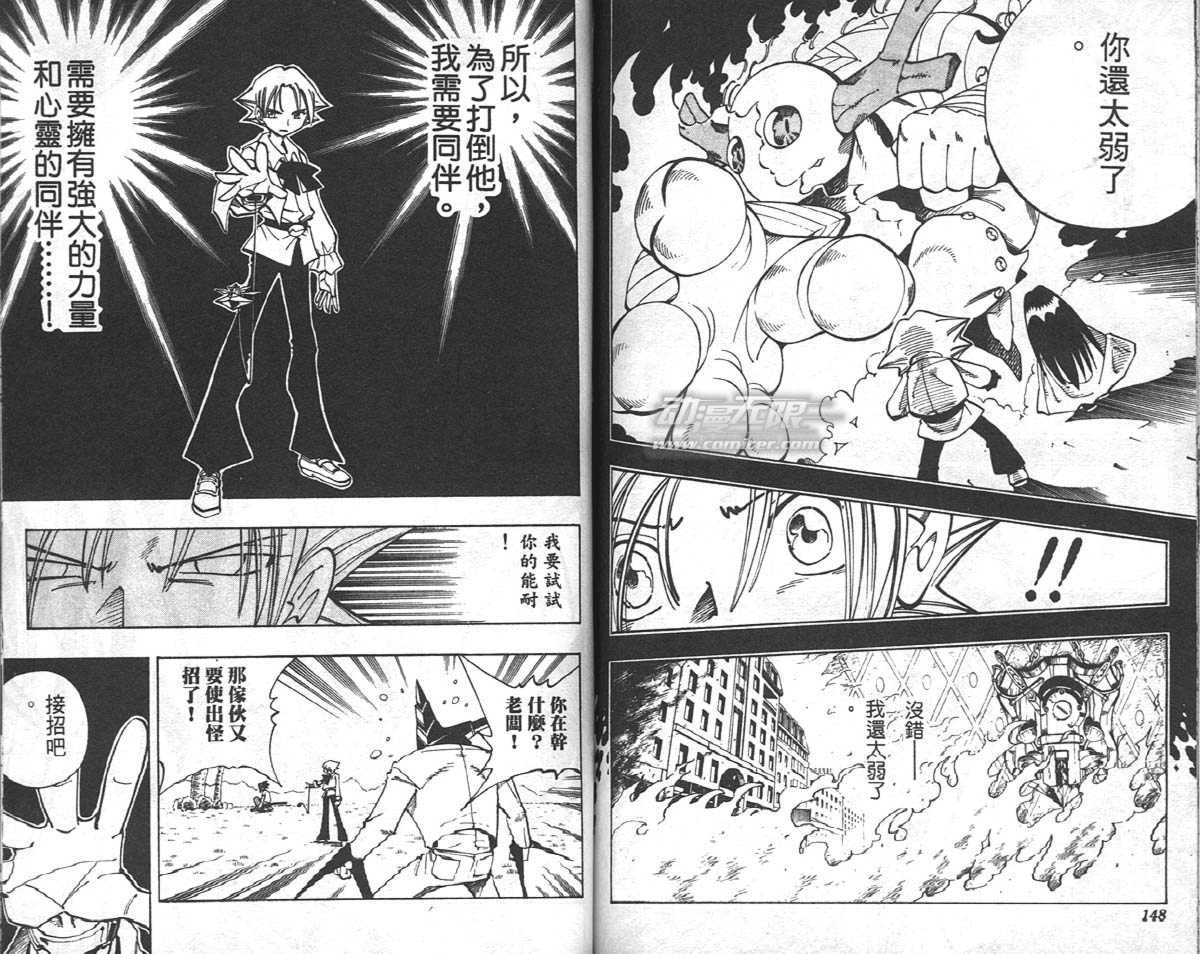 你還太弱了
。
动漫无限
www.comicer.com
!!
沒錯——
我還太弱了
。
148
所以，
為了打倒他，
我需要同伴。
需要擁有強大的力量
和心靈的同伴……！
我要試試
你的能耐
！
你在幹
什麼？
老闆！
那傢伙又
要使出怪
招了！
接招吧